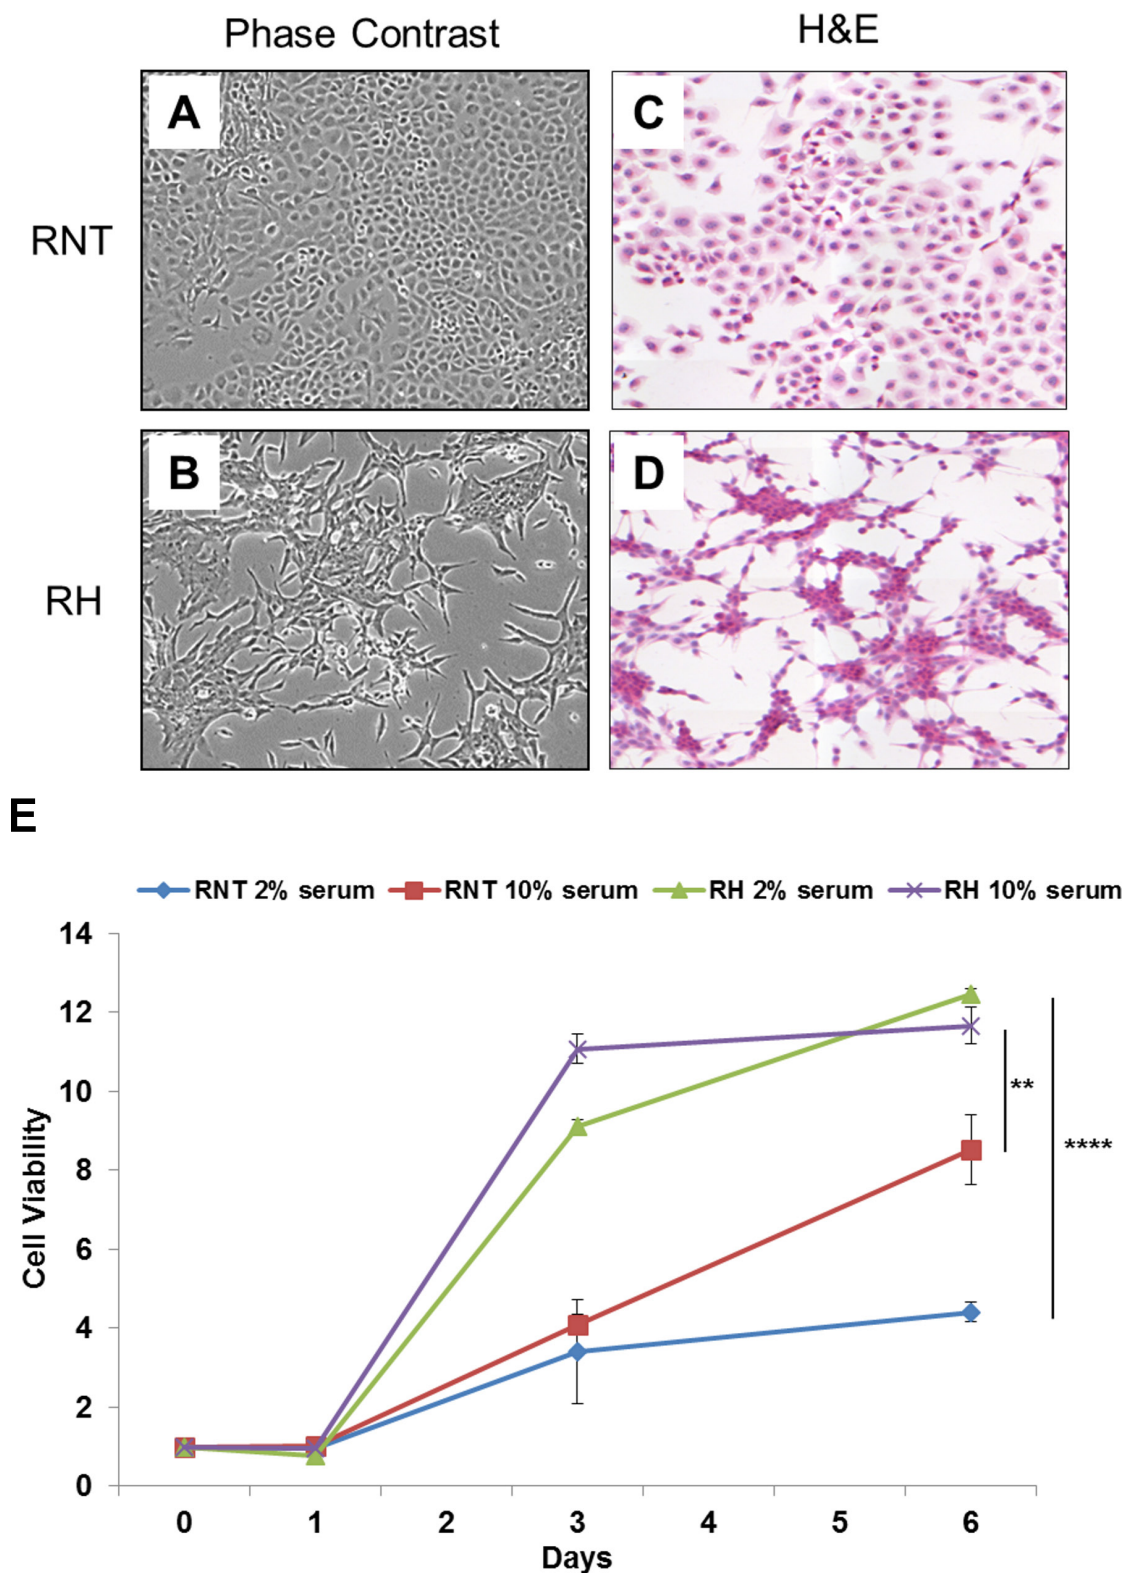 Phase Contrast
H&E
A
C
RNT
B
D
RH
E
RNT 2% serum RNT 10% serum RH 2% serum RH 10% serum
14
12
10
8
6
4
2
0
Cell Viability
**
****
0 1 2 3 4 5 6
Days